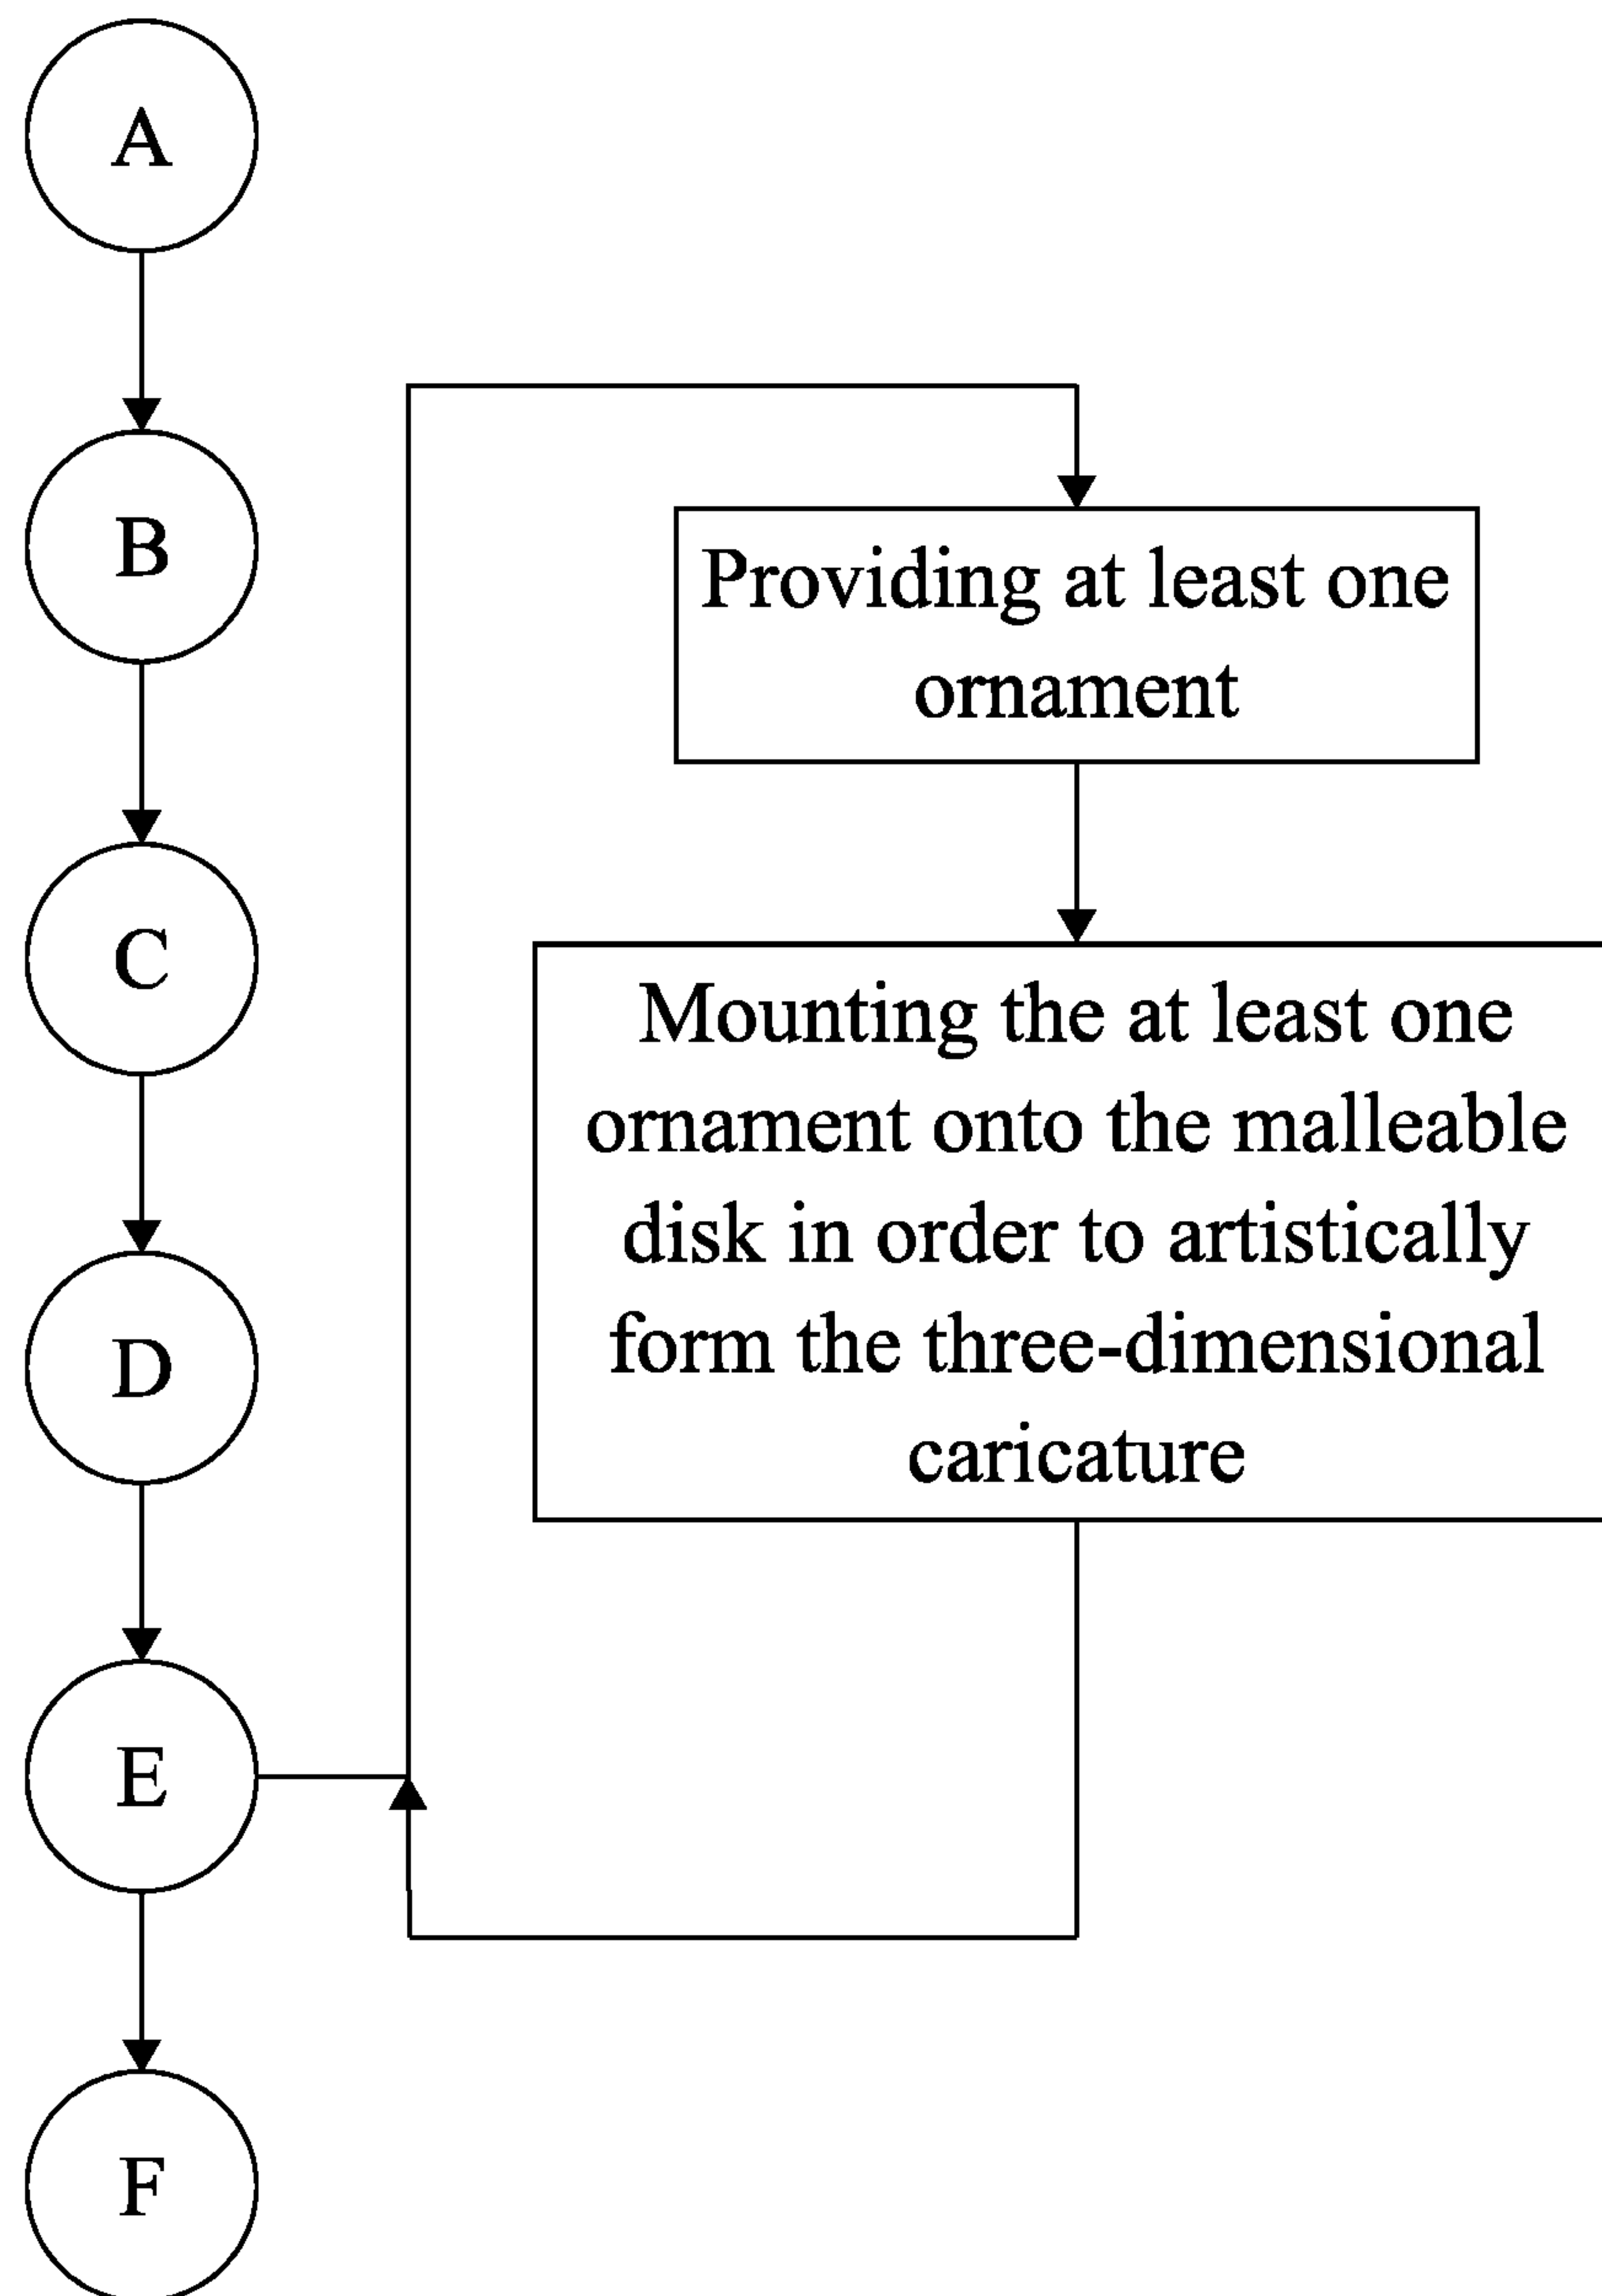 A
B
C
D
E
F
Providing at least one
ornament
Mounting the at least one
ornament onto the malleable
disk in order to artistically
form the three-dimensional
caricature